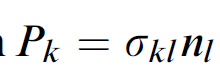 P_k = σ_{kl} n_l